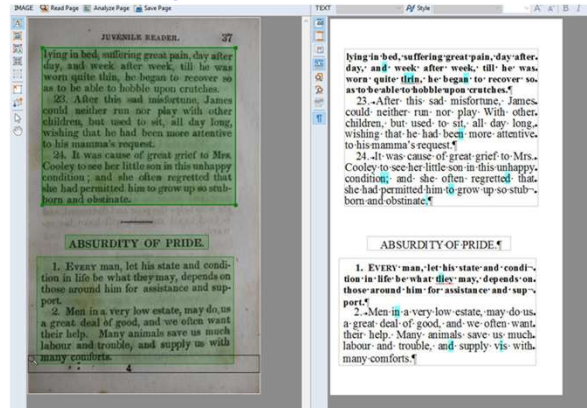 IMAGE Read Page Analyze Page Save Page
JUVENILE READER. 37
lying in bed, suffering great pain, day after
day, and week after week, till he was
worn quite thin, he began to recover so
as to be able to hobble upon crutches.
23. After this sad misfortune, James
could neither run nor play with other
children, but used to sit, all day long,
wishing that he had been more attentive
to his mamma's request.
24. It was cause of great grief to Mrs.
Cooley to see her little son in this unhappy
condition; and she often regretted that
she had permitted him to grow up so stub-
born and obstinate.
ABSURDITY OF PRIDE.
1. EVERY man, let his state and condi-
tion in life be what they may, depends on
those around him for assistance and sup-
port.
2. Men in a very low estate, may do us
a great deal of good, and we often want
their help. Many animals save us much
labour and trouble, and supply us with
many comforts.
4
TEXT Style
lying in bed, suffering great pain, day after
day, and week after week, till he was
worn quite tlrin, he began to recover so
as to be able to hobble upon crutches.¶
23. After this sad misfortune, James
could neither run nor play With other
children, but used to sit, all day long,
wishing that he had been more attentive
to his mamma's request.¶
24. It was cause of great grief to Mrs.
Cooley to see her little son in this unhappy
condition; and she often regretted that
she had permitted him to grow up so stub¬
born and obstinate.¶
ABSURDITY OF PRIDE.¶
1. EVERY man, let his state and condi¬
tion in life be what tliey may, depends on
those around him for assistance and sup¬
port.¶
2. Men in a very low estate, may do us
a great deal of good, and we often want
their help. Many animals save us much
labour and trouble, and supply vis with
many comforts.¶